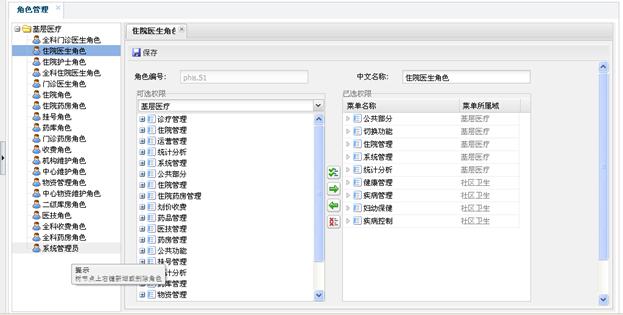 角色管理
基层医疗
全科门诊医生角色
住院医生角色
住院护士角色
全科住院医生角色
门诊医生角色
住院角色
住院药房角色
挂号角色
药库角色
门诊药房角色
收费角色
机构维护角色
中心维护角色
物资管理角色
中心物资维护角色
二级库房角色
医技角色
全科收费角色
全科药房角色
系统管理员
提示
树节点上右键新增或删除角色
住院医生角色
保存
角色编号: phis.51
中文名称: 住院医生角色
可选权限
基层医疗
诊疗管理
住院管理
运营管理
统计分析
系统管理
公共部分
住院管理
住院药房管理
划价收费
药品管理
医技管理
药房管理
公共功能
挂号管理
计分析
库管理
物资管理
已选权限
菜单名称 菜单所属域
公共部分 基层医疗
切换功能 基层医疗
住院管理 基层医疗
系统管理 基层医疗
统计分析 基层医疗
健康管理 社区卫生
疾病管理 社区卫生
妇幼保健 社区卫生
疾病控制 社区卫生